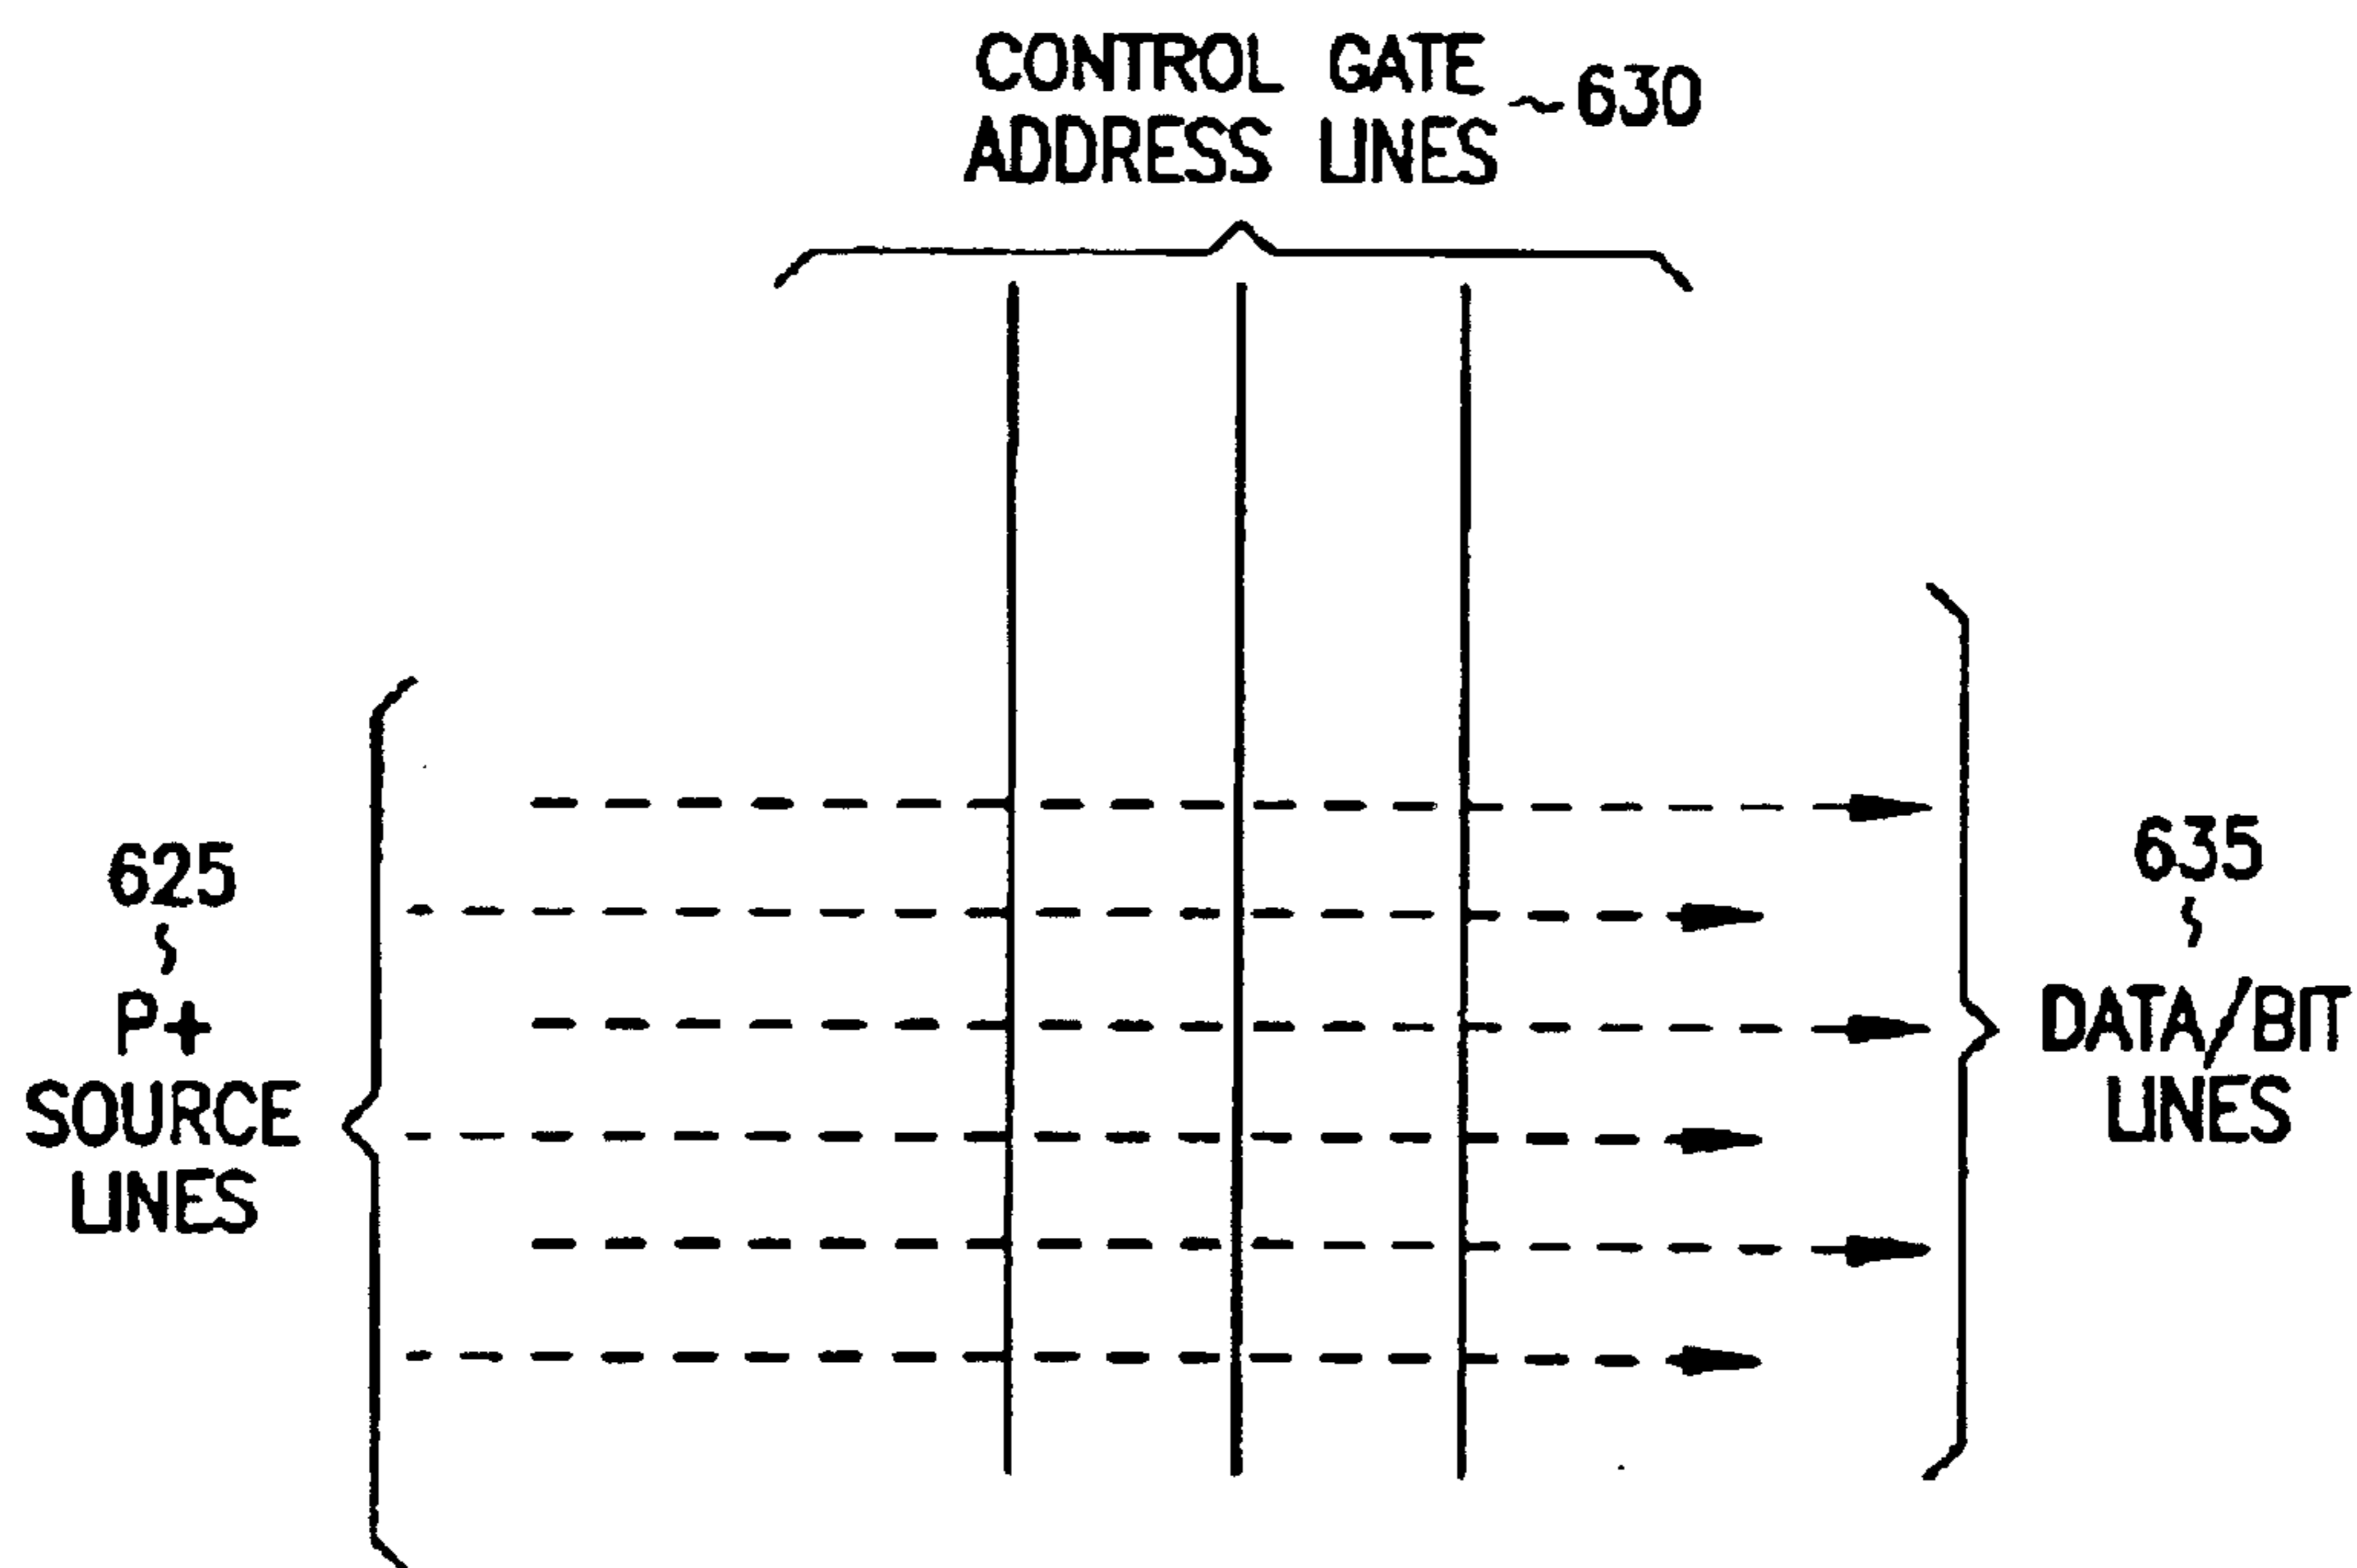 CONTROL GATE
ADDRESS LINES
~630
625
P+
SOURCE
LINES
635
DATA/BIT
LINES